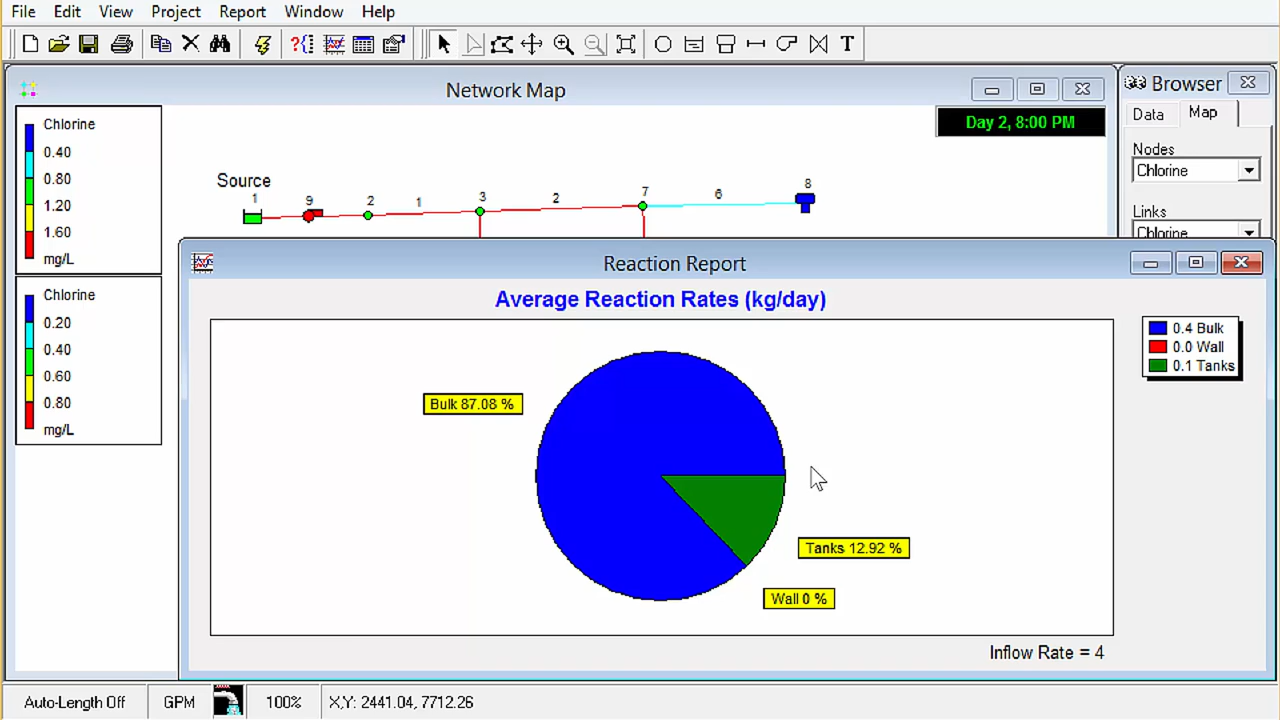 File Edit View Project Report Window Help
T
Network Map
Browser
Data Map
Nodes
Chlorine
Links
Chlorine
Chlorine
0.40
0.80
1.20
1.60
mg/L
Chlorine
0.20
0.40
0.60
0.80
mg/L
Day 2, 8:00 PM
Source
1 9 2 1 3 2 7 6 8
Reaction Report
Average Reaction Rates (kg/day)
0.4 Bulk
0.0 Wall
0.1 Tanks
Bulk 87.08 %
Tanks 12.92 %
Wall 0 %
Inflow Rate = 4
Auto-Length Off GPM 100% X,Y: 2441.04, 7712.26